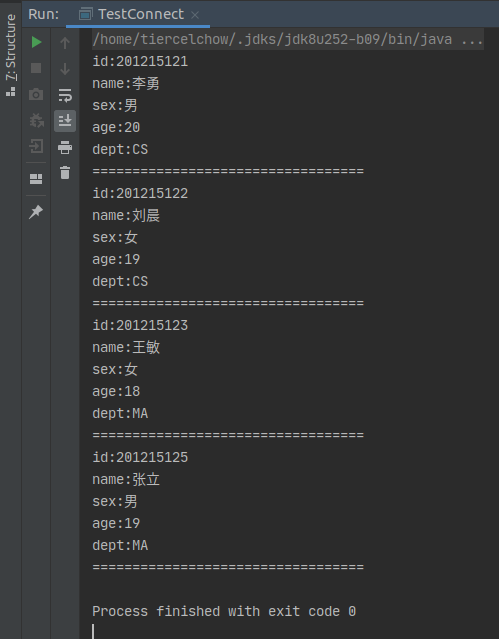 Run: TestConnect ×
7: Structure
/home/tiercelchow/.jdks/jdk8u252-b09/bin/java ...
id:201215121
name:李勇
sex:男
age:20
dept:CS
==================================
id:201215122
name:刘晨
sex:女
age:19
dept:CS
==================================
id:201215123
name:王敏
sex:女
age:18
dept:MA
==================================
id:201215125
name:张立
sex:男
age:19
dept:MA
==================================
Process finished with exit code 0